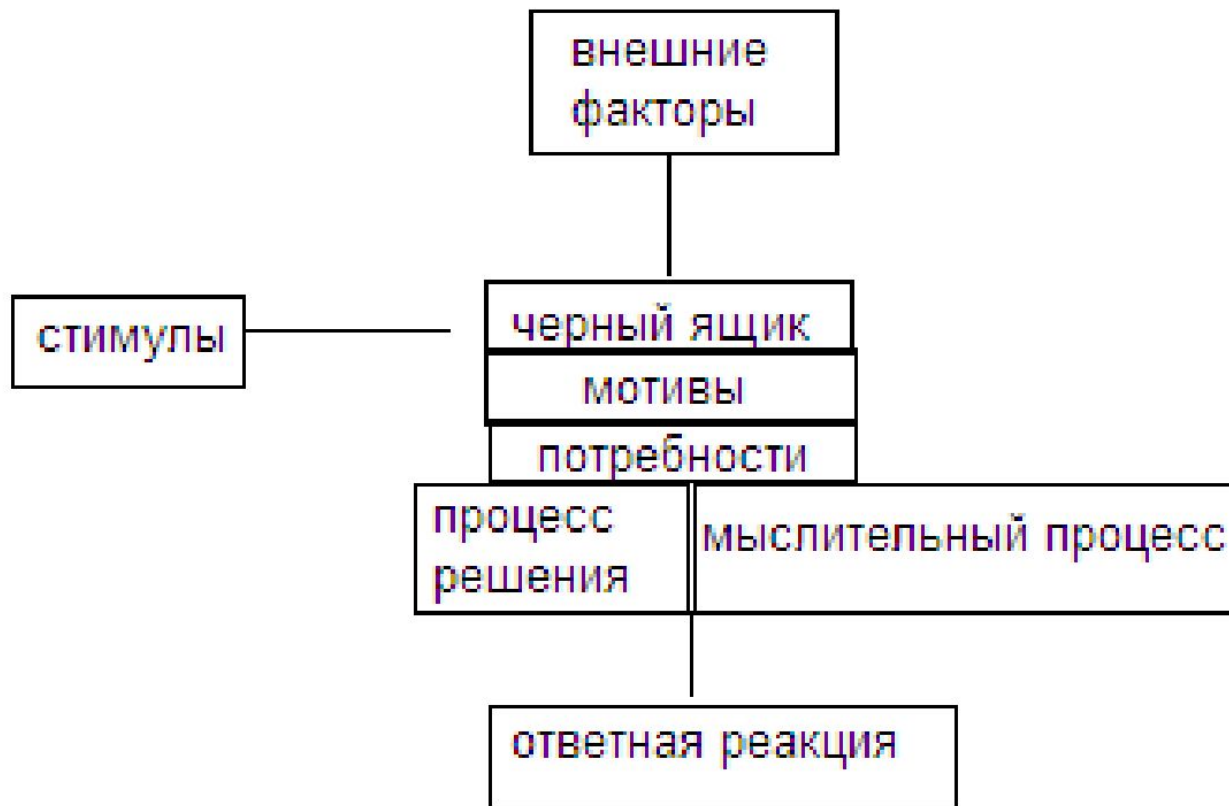 внешние
факторы
стимулы
черный ящик
мотивы
потребности
процесс
решения
мыслительный процесс
ответная реакция